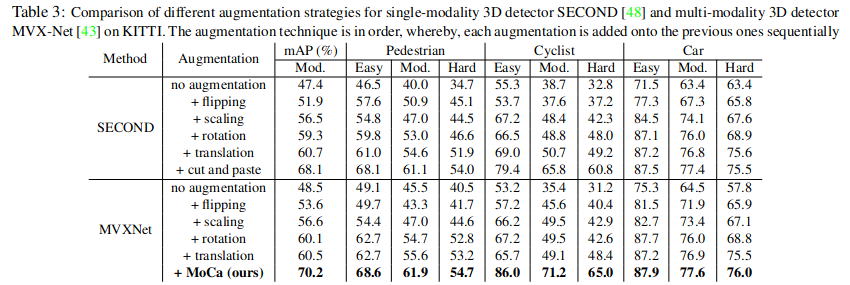 Table 3: Comparison of different augmentation strategies for single-modality 3D detector SECOND [48] and multi-modality 3D detector
MVX-Net [43] on KITTI. The augmentation technique is in order, whereby, each augmentation is added onto the previous ones sequentially
Method Augmentation mAP (%) Pedestrian Cyclist Car
Mod. Easy Mod. Hard Easy Mod. Hard Easy Mod. Hard
SECOND
no augmentation 47.4 46.5 40.0 34.7 55.3 38.7 32.8 71.5 63.4 63.4
+ flipping 51.9 57.6 50.9 45.1 53.7 37.6 37.2 77.3 67.3 65.8
+ scaling 56.5 54.8 47.0 44.5 67.2 48.4 42.3 84.5 74.1 67.6
+ rotation 59.3 59.8 53.0 46.6 66.5 48.8 48.0 87.1 76.0 68.9
+ translation 60.7 61.0 54.6 51.9 69.0 50.7 49.2 87.2 76.8 75.6
+ cut and paste 68.1 68.1 61.1 54.0 79.4 65.8 60.8 87.5 77.4 75.5
MVXNet
no augmentation 48.5 49.1 45.5 40.5 53.2 35.4 31.2 75.3 64.5 57.8
+ flipping 53.6 49.7 43.3 41.7 57.2 45.6 40.4 81.5 71.9 65.9
+ scaling 56.6 54.4 47.0 44.6 66.2 49.5 42.9 82.7 73.4 67.1
+ rotation 60.1 62.7 54.7 52.8 67.2 49.5 42.6 87.7 76.0 68.8
+ translation 60.5 62.7 55.6 53.2 65.7 49.1 48.4 87.2 76.9 75.5
+ MoCa (ours) 70.2 68.6 61.9 54.7 86.0 71.2 65.0 87.9 77.6 76.0